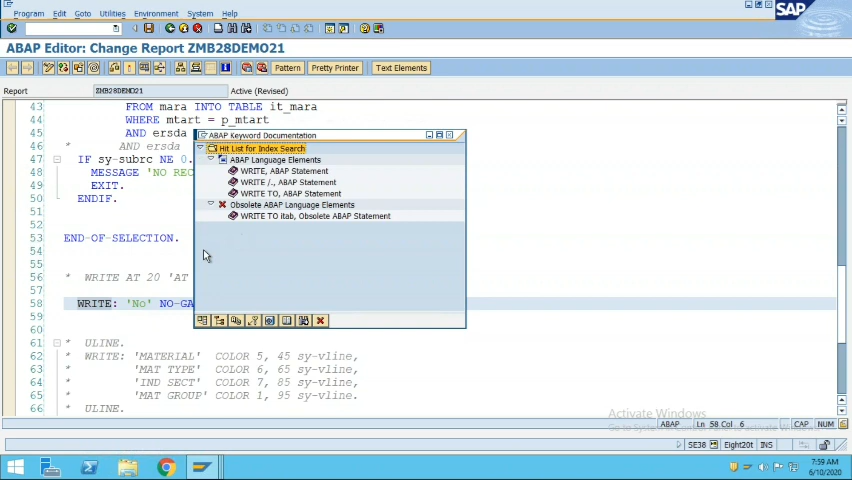 Program Edit Goto Utilities Environment System Help
SAP
ABAP Editor: Change Report ZMB28DEMO21
Pattern Pretty Printer Text Elements
Report ZMB28DEMO21 Active (Revised)
43 FROM mara INTO TABLE it_mara
44 WHERE mtart = p_mtart
45 AND ersda
46 * AND ersda
47 IF sy-subrc NE 0.
48 MESSAGE 'NO REC
49 EXIT.
50 ENDIF.
51
52
53 END-OF-SELECTION.
54
55
56 * WRITE AT 20 'AT
57
58 WRITE: 'No' NO-GA
59
60
61 * ULINE.
62 * WRITE: 'MATERIAL' COLOR 5, 45 sy-vline,
63 * 'MAT TYPE' COLOR 6, 65 sy-vline,
64 * 'IND SECT' COLOR 7, 85 sy-vline,
65 * 'MAT GROUP' COLOR 1, 95 sy-vline.
66 * ULINE.
ABAP Keyword Documentation
Hit List for Index Search
ABAP Language Elements
WRITE, ABAP Statement
WRITE /., ABAP Statement
WRITE TO, ABAP Statement
Obsolete ABAP Language Elements
WRITE TO itab, Obsolete ABAP Statement
Activate Windows
ABAP Ln 58 Col 6 CAP NUM
SE38 Eight20t INS
7:59 AM
6/10/2020